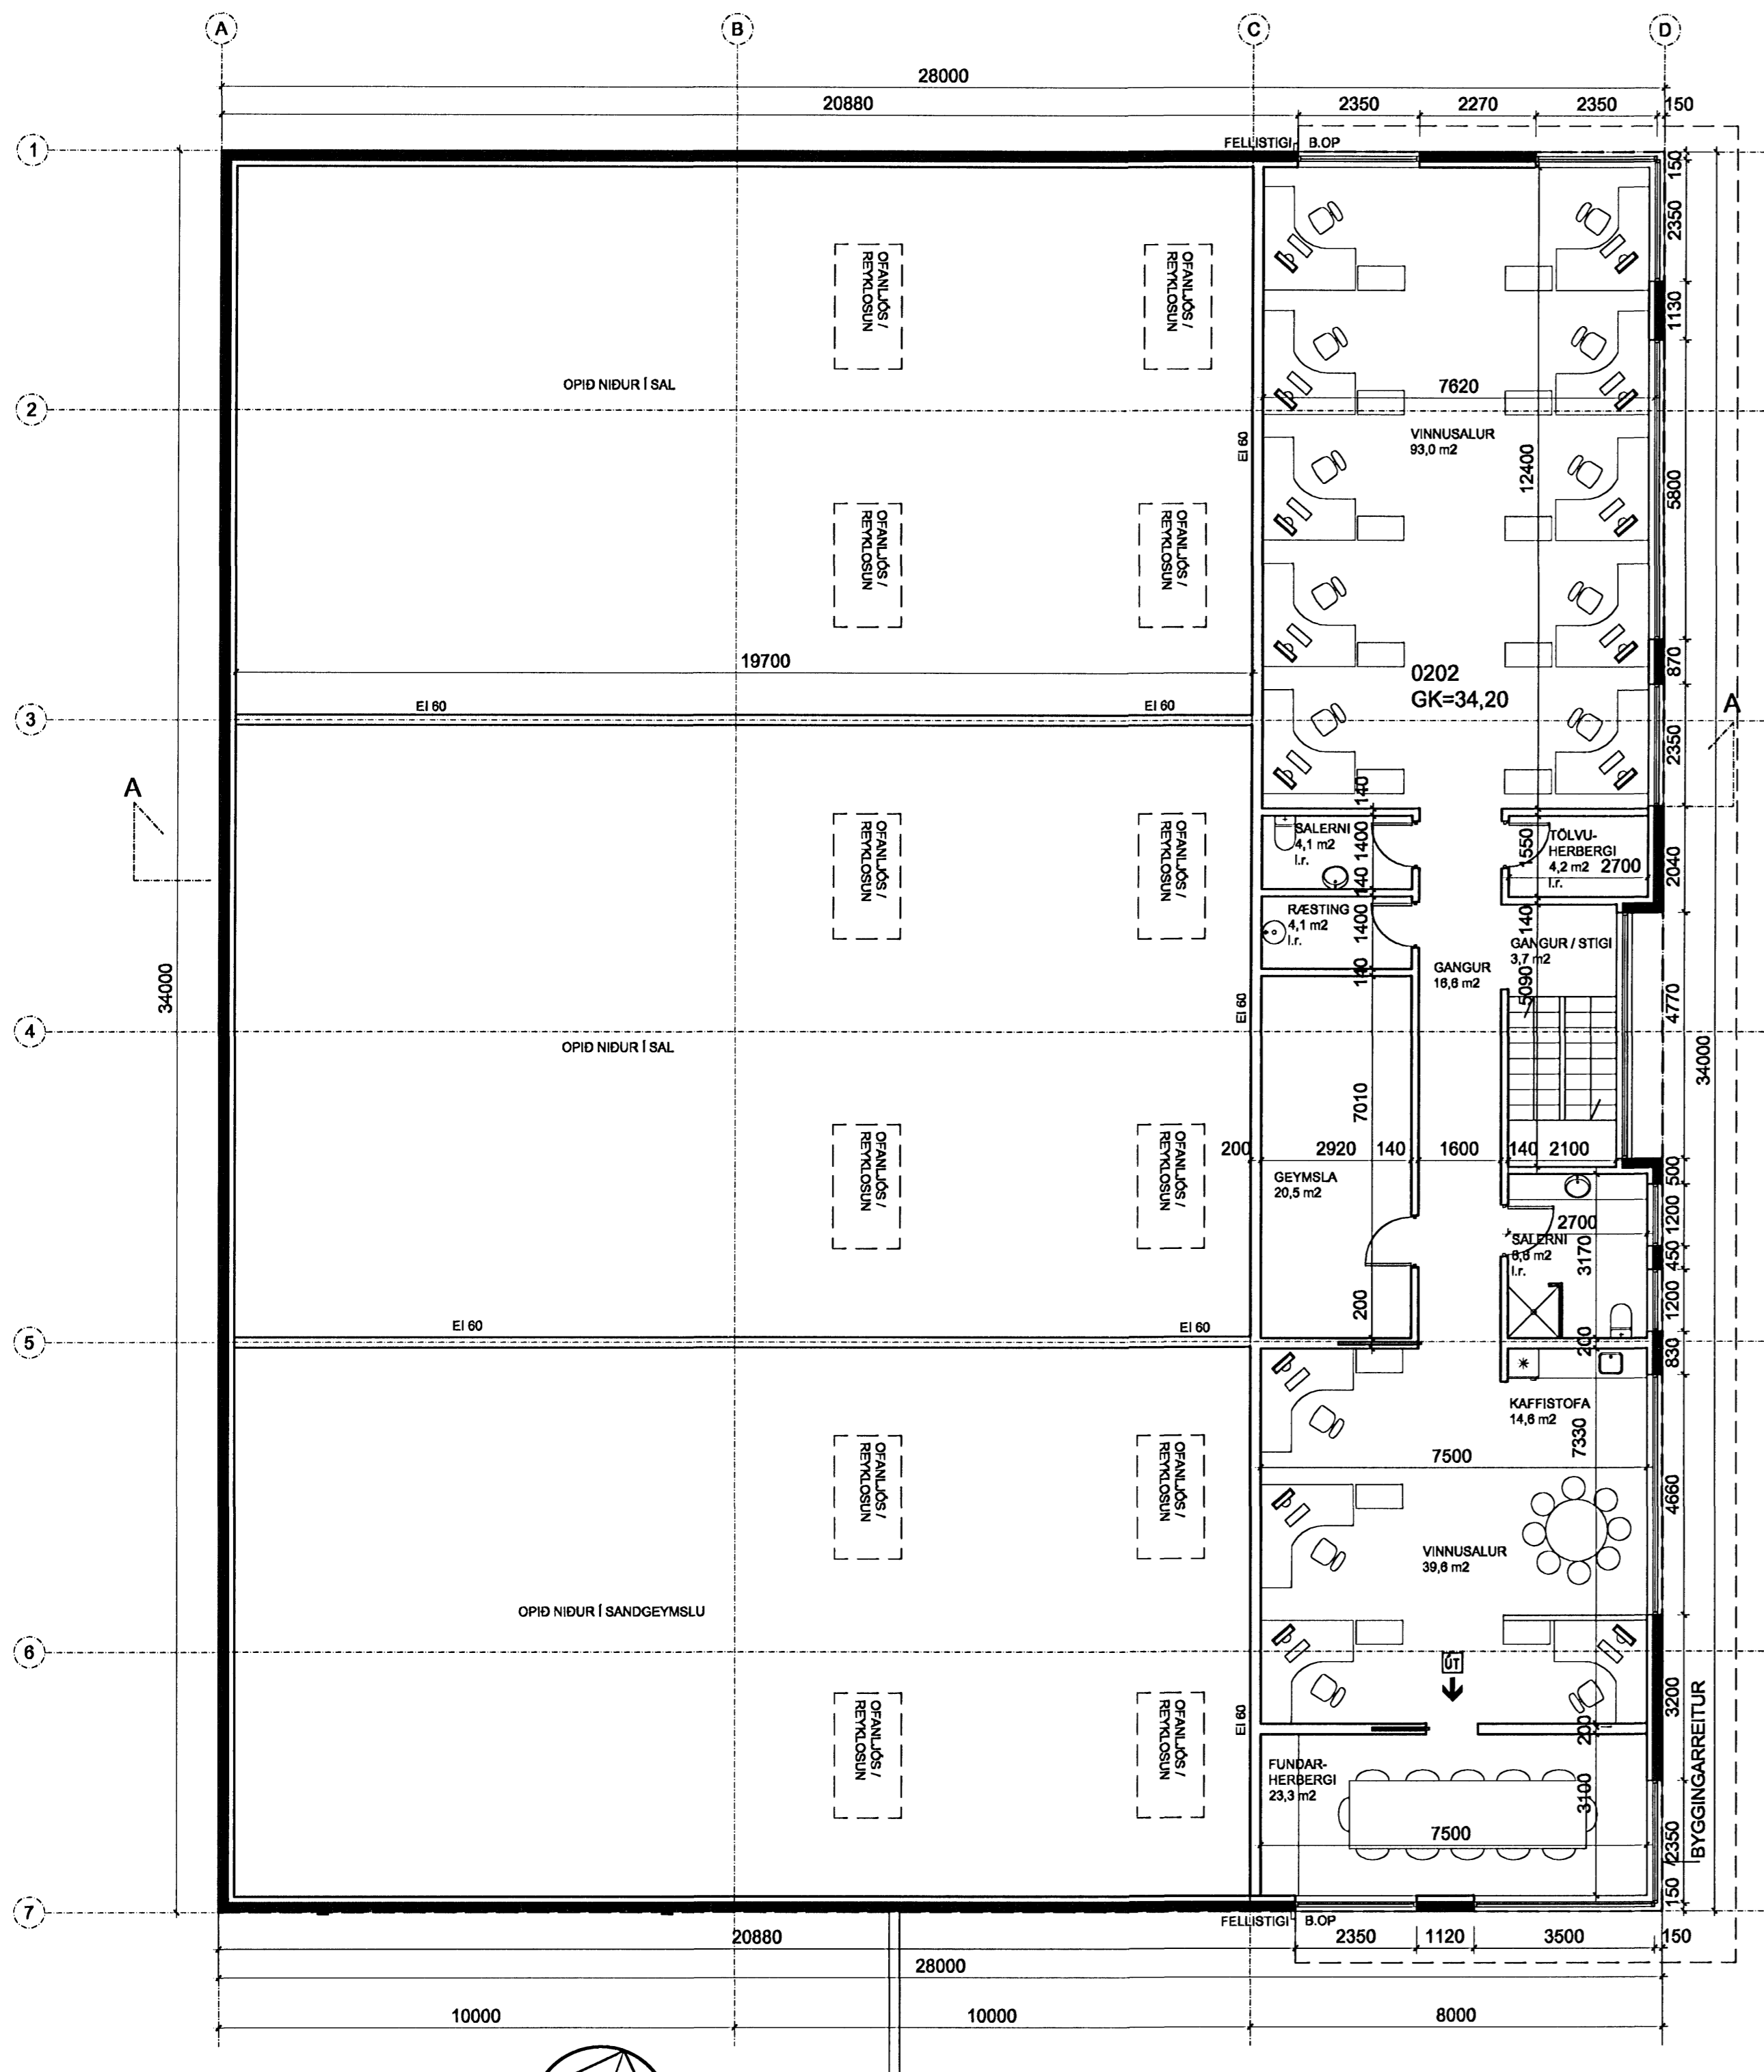 A
B
C
D
28000
20880
2350
2270
2350
150
FELLISTIGI
B.OP
1
2
3
4
5
6
7
34000
A
OPIÐ NIÐUR Í SAL
OFANLJÓS /
REYKLOSUN
OFANLJÓS /
REYKLOSUN
OFANLJÓS /
REYKLOSUN
OFANLJÓS /
REYKLOSUN
19700
EI 60
EI 60
EI 60
OPIÐ NIÐUR Í SAL
OFANLJÓS /
REYKLOSUN
OFANLJÓS /
REYKLOSUN
OFANLJÓS /
REYKLOSUN
OFANLJÓS /
REYKLOSUN
EI 60
EI 60
EI 60
OPIÐ NIÐUR Í SANDGEYMSLU
OFANLJÓS /
REYKLOSUN
OFANLJÓS /
REYKLOSUN
OFANLJÓS /
REYKLOSUN
OFANLJÓS /
REYKLOSUN
EI 60
7620
VINNUSALUR
93,0 m2
12400
0202
GK=34,20
A
140
SALERNI
4,1 m2
l.r.
1400
140
RÆSTING
4,1 m2
l.r.
1400
140
TÖLVU-
HERBERGI
4,2 m2
l.r.
2700
1550
140
GANGUR / STIGI
3,7 m2
5090
GANGUR
16,6 m2
7010
200
2920
140
1600
140
2100
GEYMSLA
20,5 m2
200
2700
SALERNI
8,6 m2
l.r.
3170
200
KAFFISTOFA
14,6 m2
7330
7500
VINNUSALUR
39,6 m2
ÚT
200
FUNDAR-
HERBERGI
23,3 m2
3100
7500
150
2350
1130
5800
870
2350
2040
4770
500
1200
450
1200
830
4660
3200
2350
150
34000
BYGGINGARREITUR
FELLISTIGI
B.OP
20880
2350
1120
3500
150
28000
10000
10000
8000